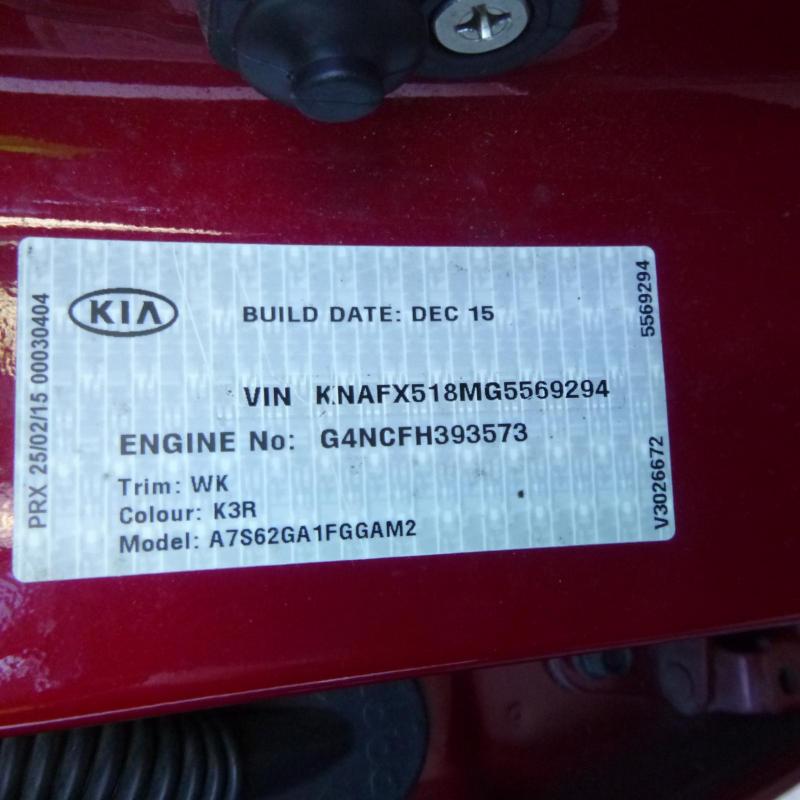 KIA
BUILD DATE: DEC 15
VIN KNAFX518MG5569294
ENGINE No: G4NCFH393573
Trim: WK
Colour: K3R
Model: A7S62GA1FGGAM2
PRX 25/02/15 00030404
5569294
V3026672